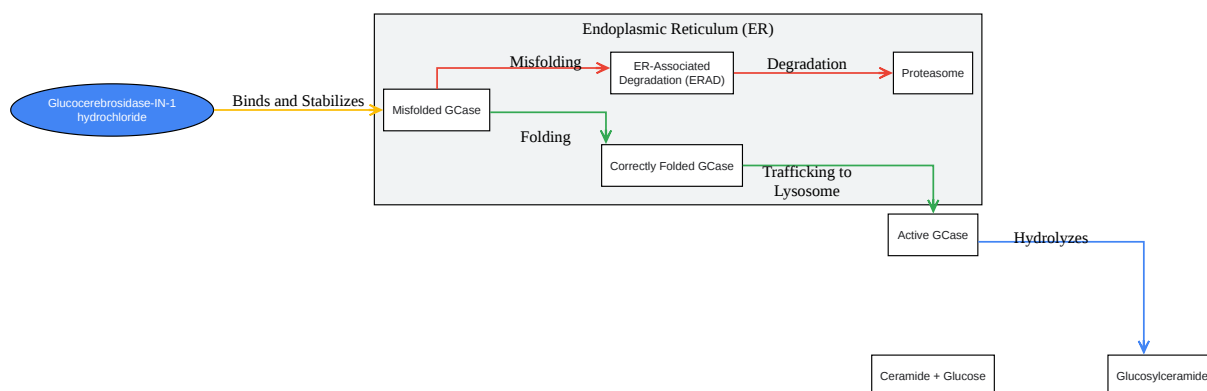 Endoplasmic Reticulum (ER)
Misfolding
ER-Associated
Degradation (ERAD)
Degradation
Proteasome
Glucocerebrosidase-IN-1
hydrochloride
Binds and Stabilizes
Misfolded GCase
Folding
Correctly Folded GCase
Trafficking to
Lysosome
Active GCase
Hydrolyzes
Ceramide + Glucose
Glucosylceramide